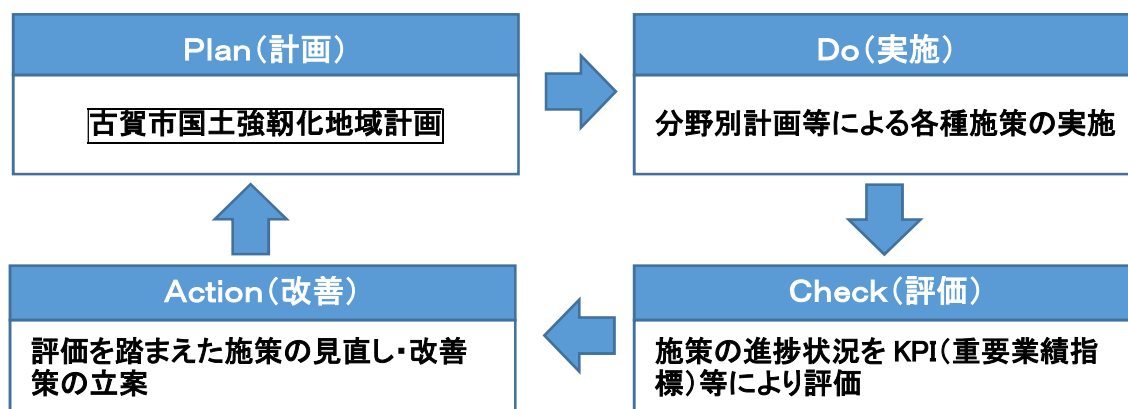 Plan(計画)
古賀市国土強靭化地域計画
Do(実施)
分野別計画等による各種施策の実施
Check(評価)
施策の進捗状況を KPI(重要業績指
標)等により評価
Action(改善)
評価を踏まえた施策の見直し・改善
策の立案